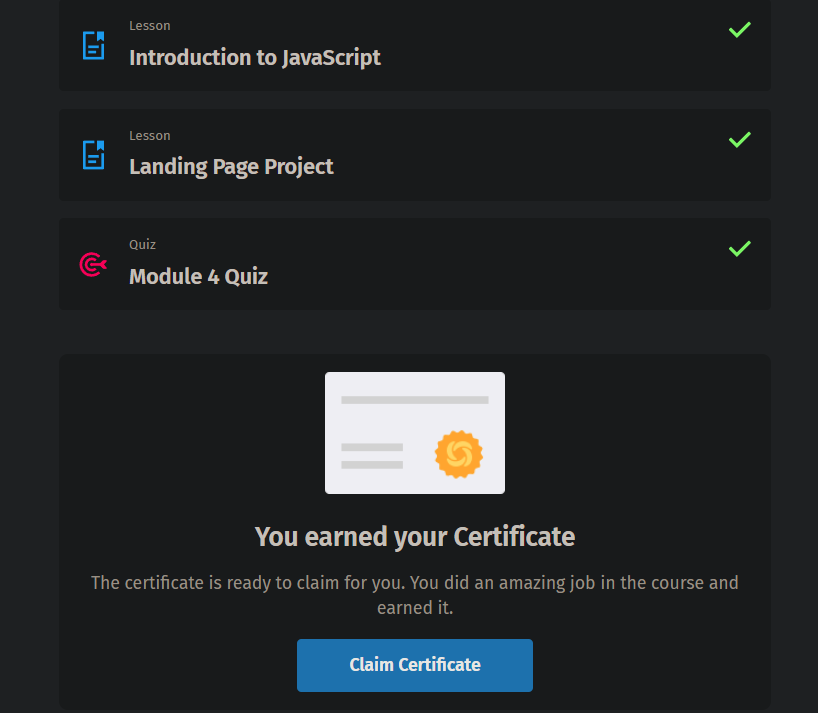 Lesson
Introduction to JavaScript
Lesson
Landing Page Project
Quiz
Module 4 Quiz
You earned your Certificate
The certificate is ready to claim for you. You did an amazing job in the course and
earned it.
Claim Certificate